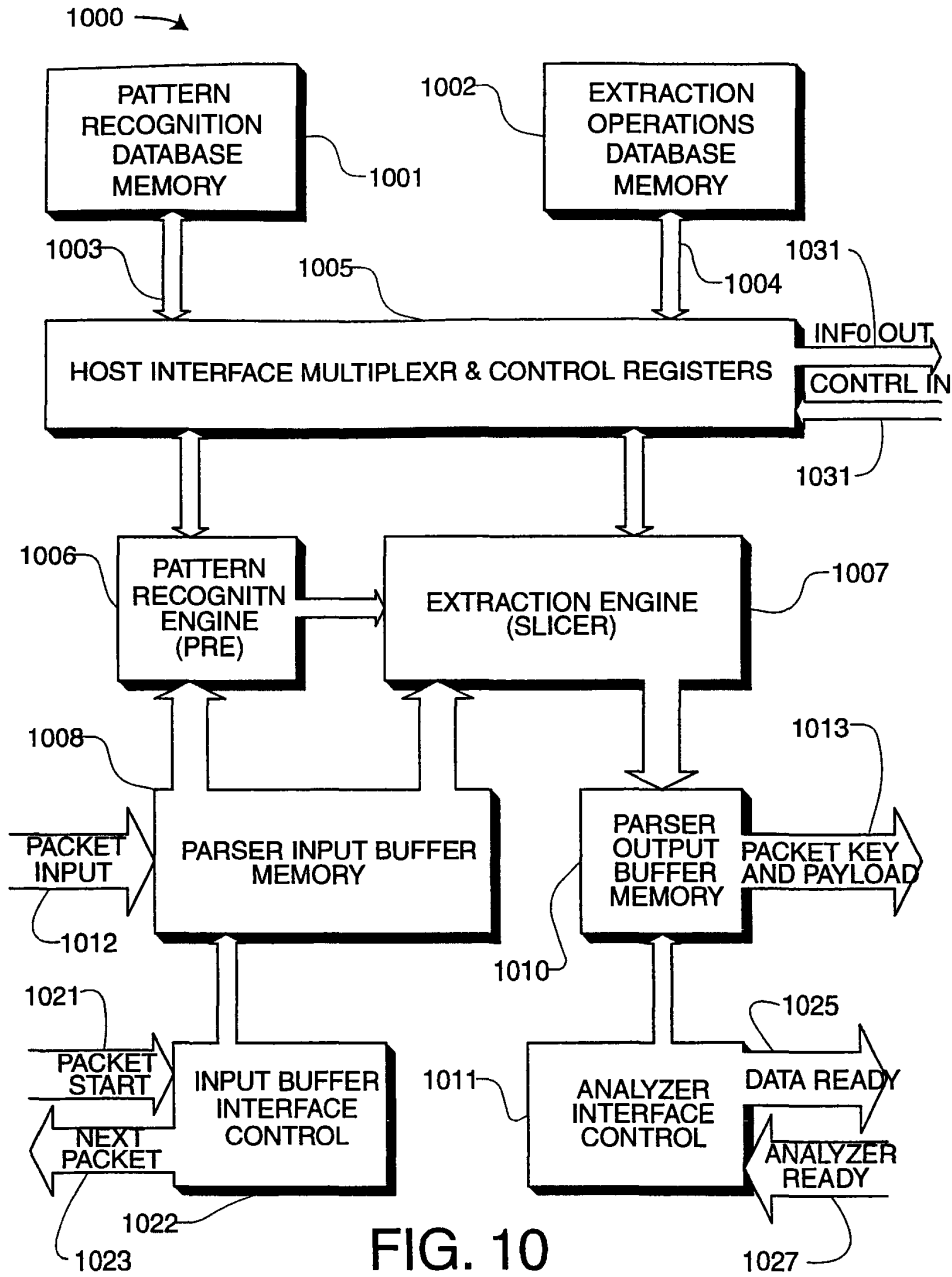 1000
PATTERN
RECOGNITION
DATABASE
MEMORY
1001
1002
EXTRACTION
OPERATIONS
DATABASE
MEMORY
1003
1005
1004
1031
INFO OUT
HOST INTERFACE MULTIPLEXR & CONTROL REGISTERS
CONTRL IN
1031
1006
PATTERN
RECOGNITN
ENGINE
(PRE)
EXTRACTION ENGINE
(SLICER)
1007
1008
1013
PACKET
INPUT
PARSER INPUT BUFFER
MEMORY
PARSER
OUTPUT
BUFFER
MEMORY
PACKET KEY
AND PAYLOAD
1012
1010
1021
1025
PACKET
START
INPUT BUFFER
INTERFACE
CONTROL
1011
ANALYZER
INTERFACE
CONTROL
DATA READY
NEXT
PACKET
ANALYZER
READY
1022
1023
1027
FIG. 10